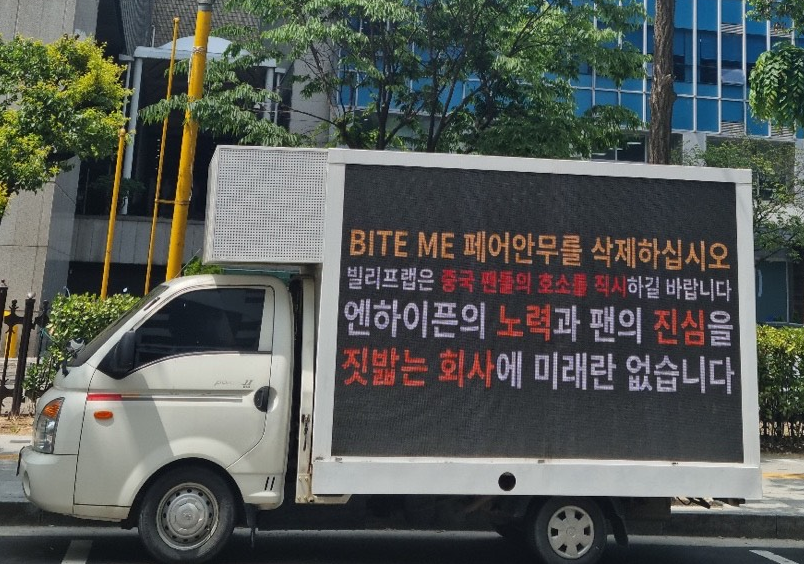 BITE ME 페어안무를 삭제하십시오
빌리프랩은 중국 팬들의 호소를 직시하길 바랍니다
엔하이픈의 노력과 팬의 진심을
짓밟는 회사에 미래란 없습니다